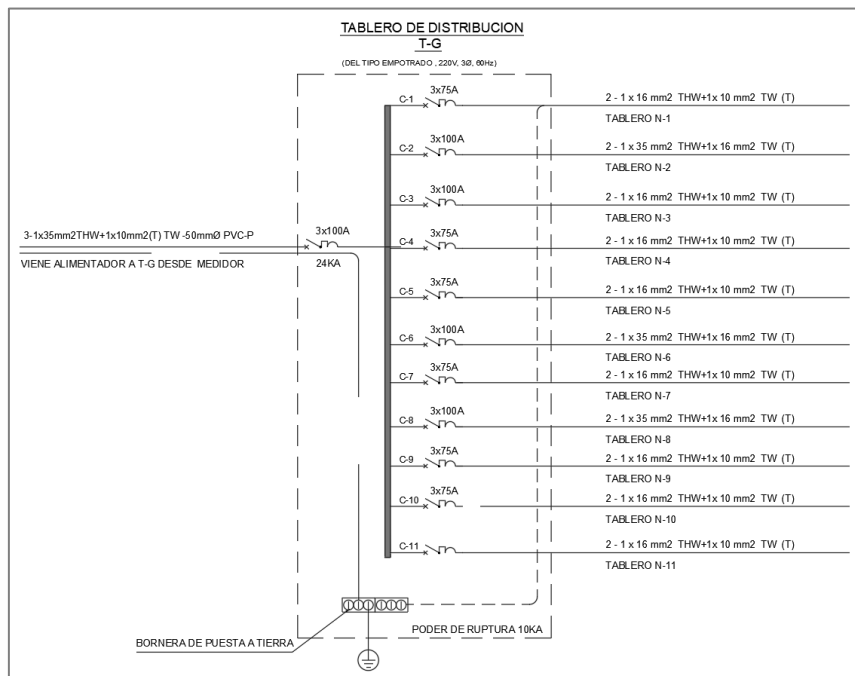 TABLERO DE DISTRIBUCION
T-G
(DEL TIPO EMPOTRADO , 220V, 3Ø, 60Hz)
C-1
3x75A
2 - 1 x 16 mm2 THW+1x 10 mm2 TW (T)
TABLERO N-1
C-2
3x100A
2 - 1 x 35 mm2 THW+1x 16 mm2 TW (T)
TABLERO N-2
C-3
3x100A
2 - 1 x 16 mm2 THW+1x 10 mm2 TW (T)
TABLERO N-3
3-1x35mm2THW+1x10mm2(T) TW -50mmØ PVC-P
3x100A
24KA
VIENE ALIMENTADOR A T-G DESDE MEDIDOR
C-4
3x75A
2 - 1 x 16 mm2 THW+1x 10 mm2 TW (T)
TABLERO N-4
C-5
3x75A
2 - 1 x 16 mm2 THW+1x 10 mm2 TW (T)
TABLERO N-5
C-6
3x100A
2 - 1 x 35 mm2 THW+1x 16 mm2 TW (T)
TABLERO N-6
C-7
3x75A
2 - 1 x 16 mm2 THW+1x 10 mm2 TW (T)
TABLERO N-7
C-8
3x100A
2 - 1 x 35 mm2 THW+1x 16 mm2 TW (T)
TABLERO N-8
C-9
3x75A
2 - 1 x 16 mm2 THW+1x 10 mm2 TW (T)
TABLERO N-9
C-10
3x75A
2 - 1 x 16 mm2 THW+1x 10 mm2 TW (T)
TABLERO N-10
C-11
2 - 1 x 16 mm2 THW+1x 10 mm2 TW (T)
TABLERO N-11
PODER DE RUPTURA 10KA
BORNERA DE PUESTA A TIERRA